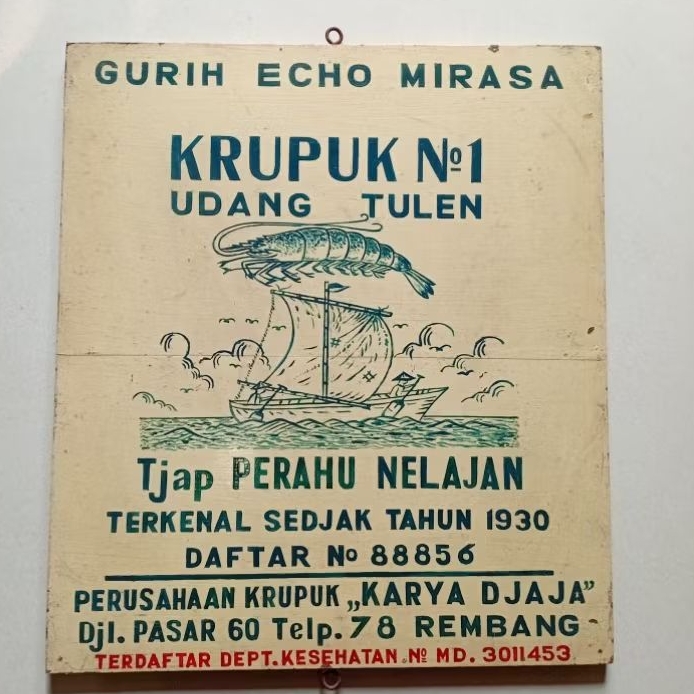 GURIH ECHO MIRASA
KRUPUK No1
UDANG TULEN
Tjap PERAHU NELAJAN
TERKENAL SEDJAK TAHUN 1930
DAFTAR No 88856
PERUSAHAAN KRUPUK „KARYA DJAJA”
Djl. PASAR 60 Telp. 78 REMBANG
TERDAFTAR DEPT. KESEHATAN. No MD. 3011453